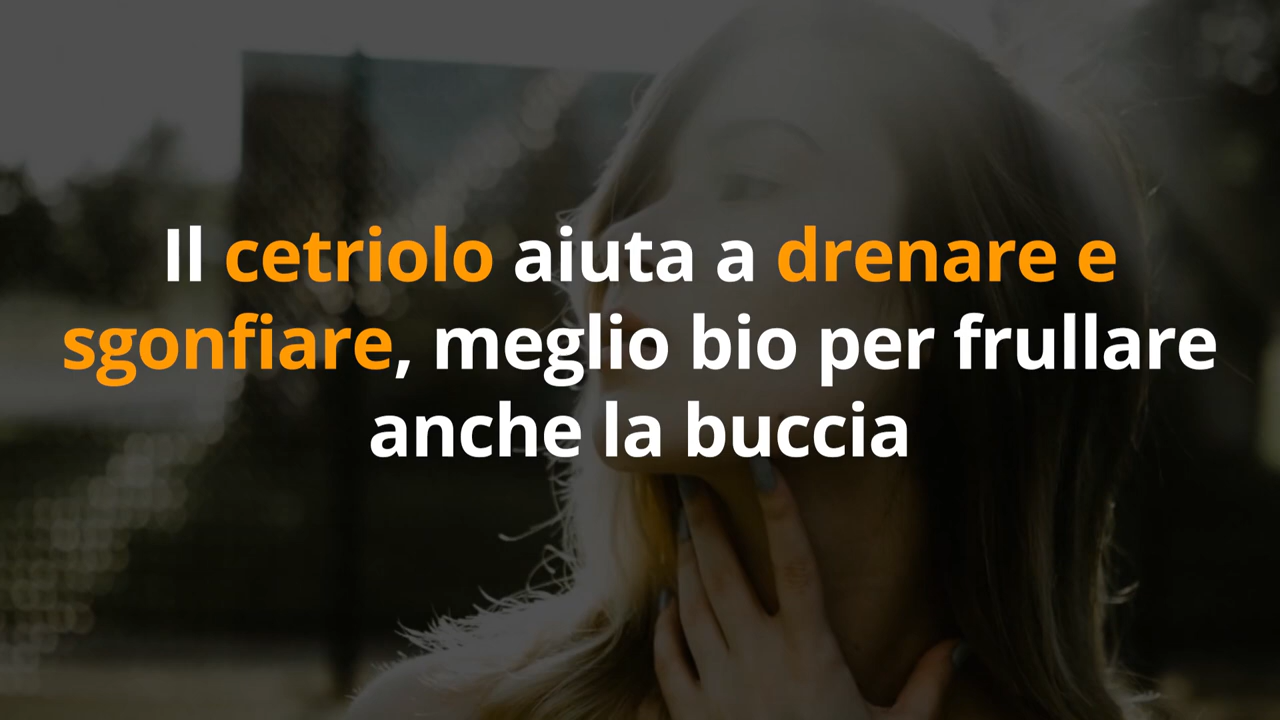 Il cetriolo aiuta a drenare e
sgonfiare, meglio bio per frullare
anche la buccia